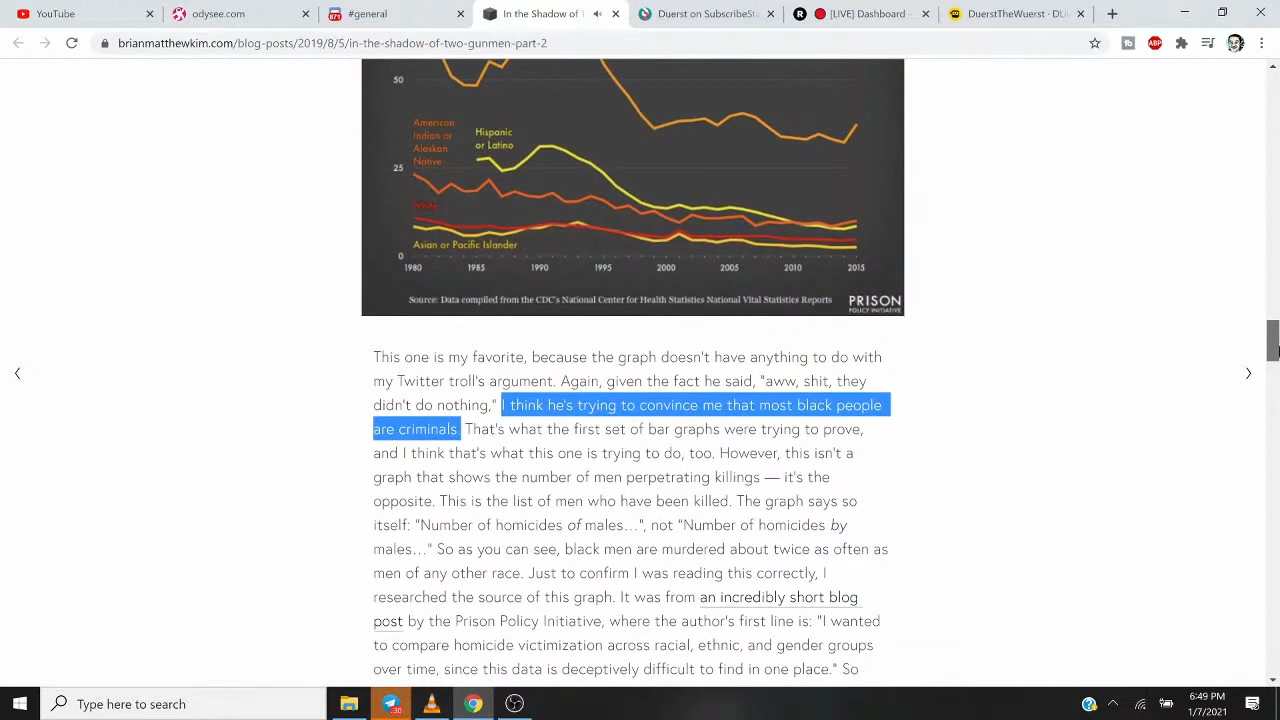 YouTube
odysee.com
871
#general
In the Shadow of
Duerst on SubscribeSta
[LIVE] Dashboard -
DuerstTheWuerst - DL
brianmatthewkim.com/blog-posts/2019/8/5/in-the-shadow-of-two-gunmen-part-2
ABP
50
American
Indian or
Alaskan
Native
Hispanic
or Latino
25
White
Asian or Pacific Islander
0
1980 1985 1990 1995 2000 2005 2010 2015
Source: Data compiled from the CDC's National Center for Health Statistics National Vital Statistics Reports
PRISON
POLICY INITIATIVE
This one is my favorite, because the graph doesn't have anything to do with
my Twitter troll's argument. Again, given the fact he said, "aww, shit, they
didn't do nothing," I think he's trying to convince me that most black people
are criminals. That's what the first set of bar graphs were trying to prove,
and I think that's what this one is trying to do, too. However, this isn't a
graph that shows the number of men perpetrating killings — it's the
opposite. This is the list of men who have been killed. The graph says so
itself: "Number of homicides of males...", not "Number of homicides by
males..." So as you can see, black men are murdered about twice as often as
men of any other race. Just to confirm I was reading this correctly, I
researched the source of this graph. It was from an incredibly short blog
post by the Prison Policy Initiative, where the author's first line is: "I wanted
to compare homicide victimization across racial, ethnic, and gender groups
over time, since this data is deceptively difficult to find in one place." So
Type here to search
30
6:49 PM
1/7/2021